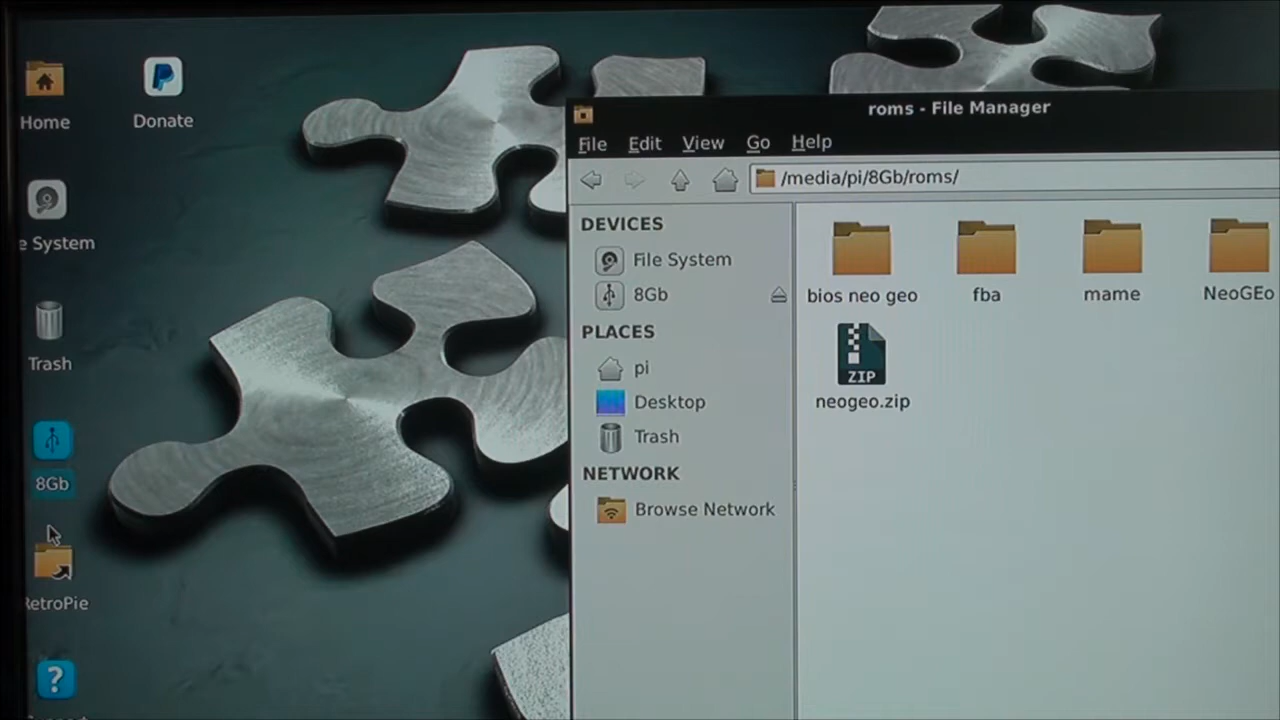 Home
Donate
e System
Trash
8Gb
RetroPie
roms - File Manager
File Edit View Go Help
/media/pi/8Gb/roms/
DEVICES
File System
8Gb
PLACES
pi
Desktop
Trash
NETWORK
Browse Network
bios neo geo
fba
mame
NeoGEo
ZIP
neogeo.zip